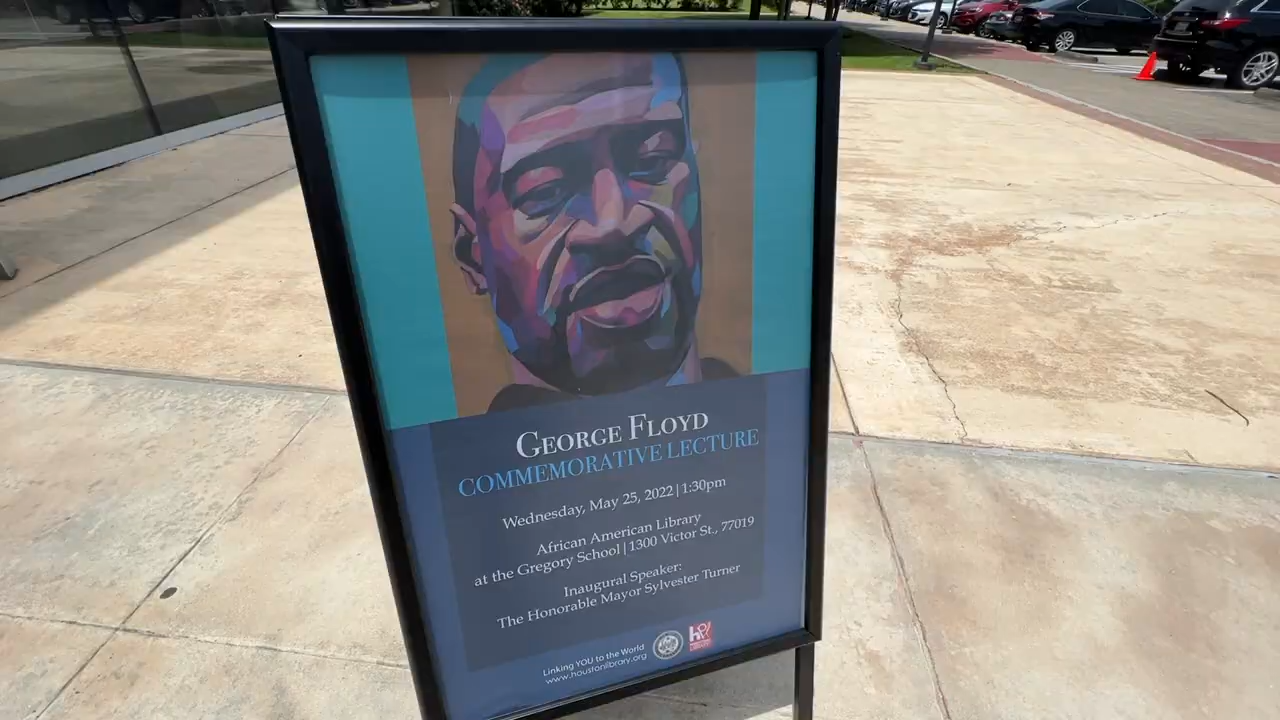 GEORGE FLOYD
COMMEMORATIVE LECTURE
Wednesday, May 25, 2022 | 1:30pm
African American Library
at the Gregory School | 1300 Victor St., 77019
Inaugural Speaker:
The Honorable Mayor Sylvester Turner
Linking YOU to the World
www.houstonlibrary.org